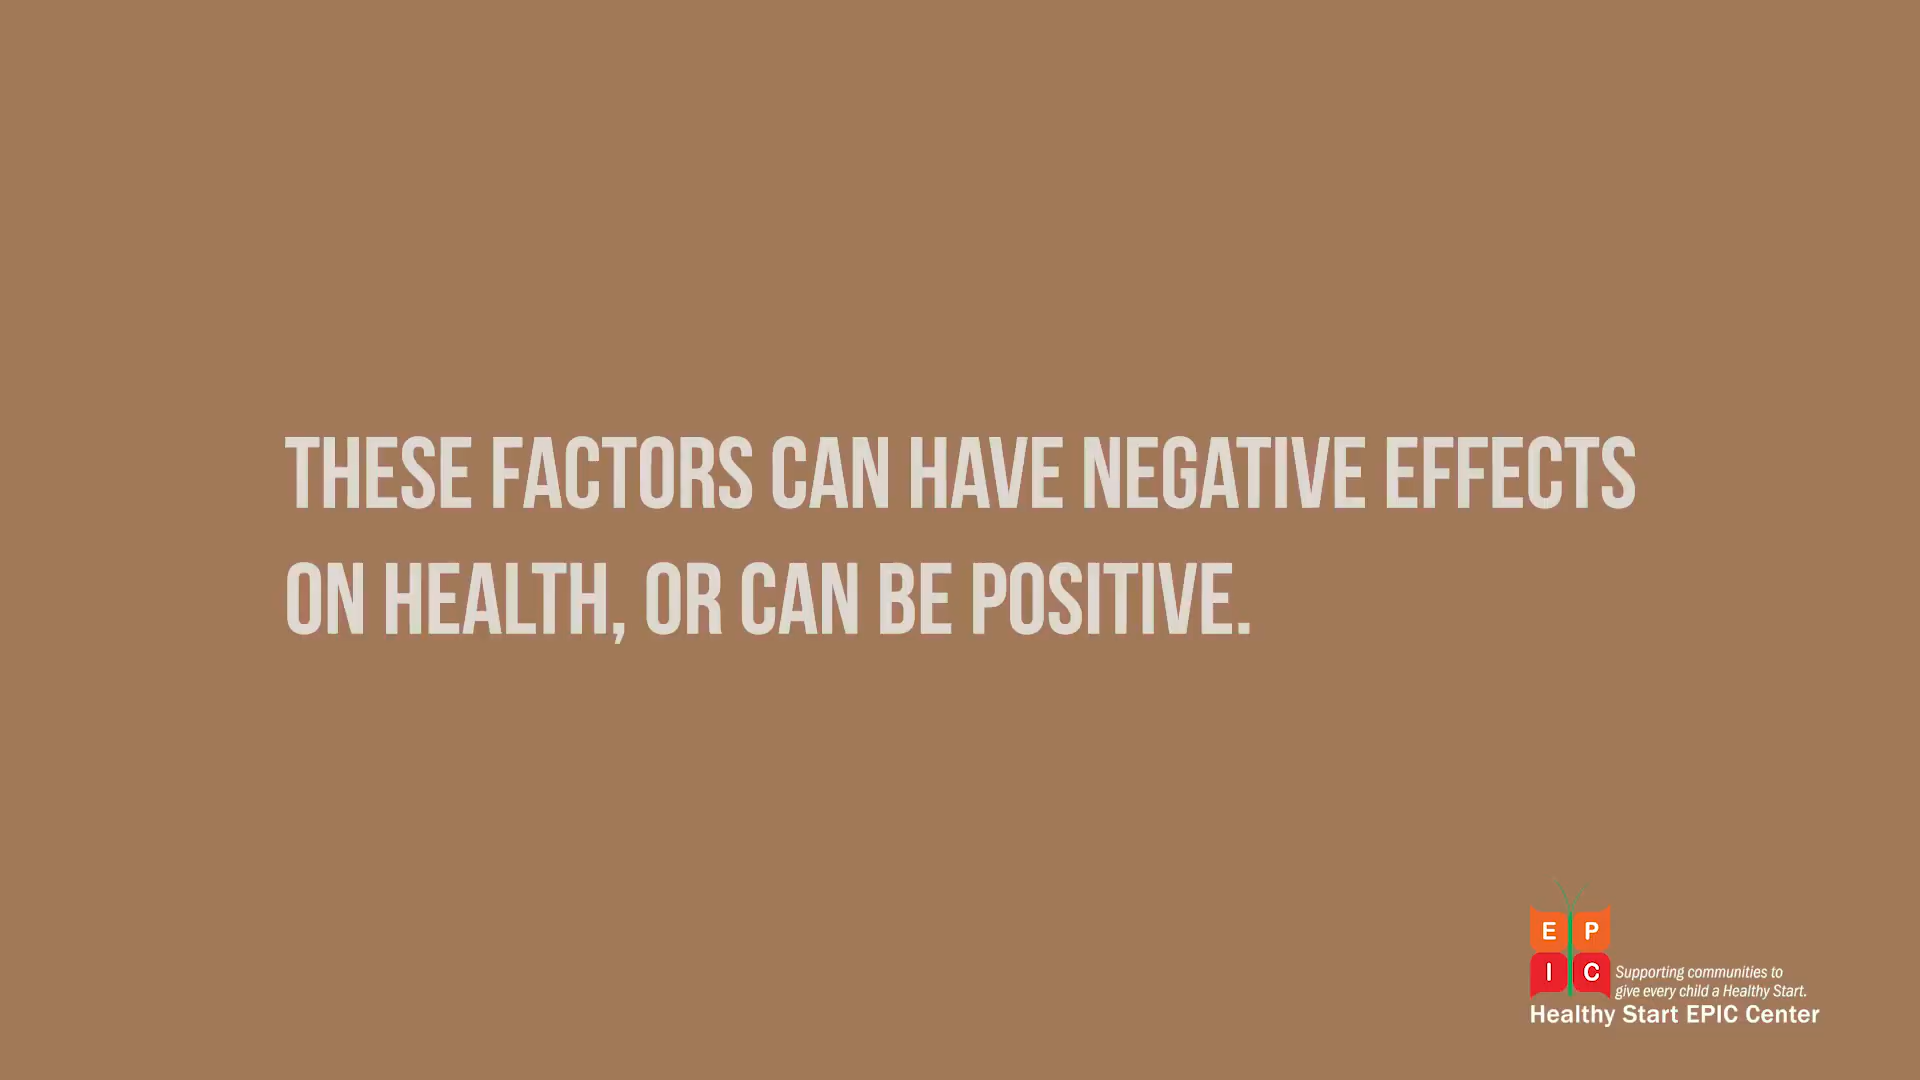 THESE FACTORS CAN HAVE NEGATIVE EFFECTS
ON HEALTH, OR CAN BE POSITIVE.
E P
I C
Supporting communities to
give every child a Healthy Start.
Healthy Start EPIC Center